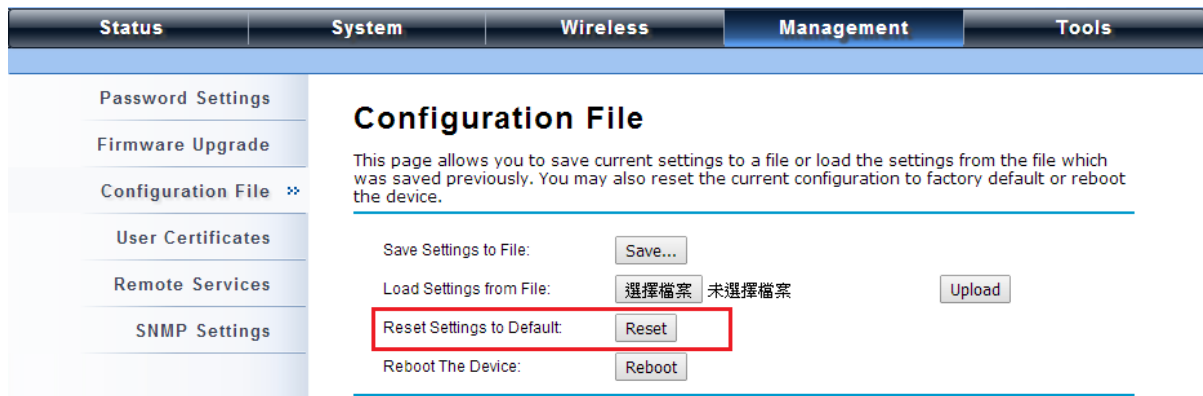 Status System Wireless Management Tools
Password Settings
Firmware Upgrade
Configuration File »
User Certificates
Remote Services
SNMP Settings
Configuration File
This page allows you to save current settings to a file or load the settings from the file which
was saved previously. You may also reset the current configuration to factory default or reboot
the device.
Save Settings to File: Save...
Load Settings from File: 選擇檔案 未選擇檔案 Upload
Reset Settings to Default: Reset
Reboot The Device: Reboot